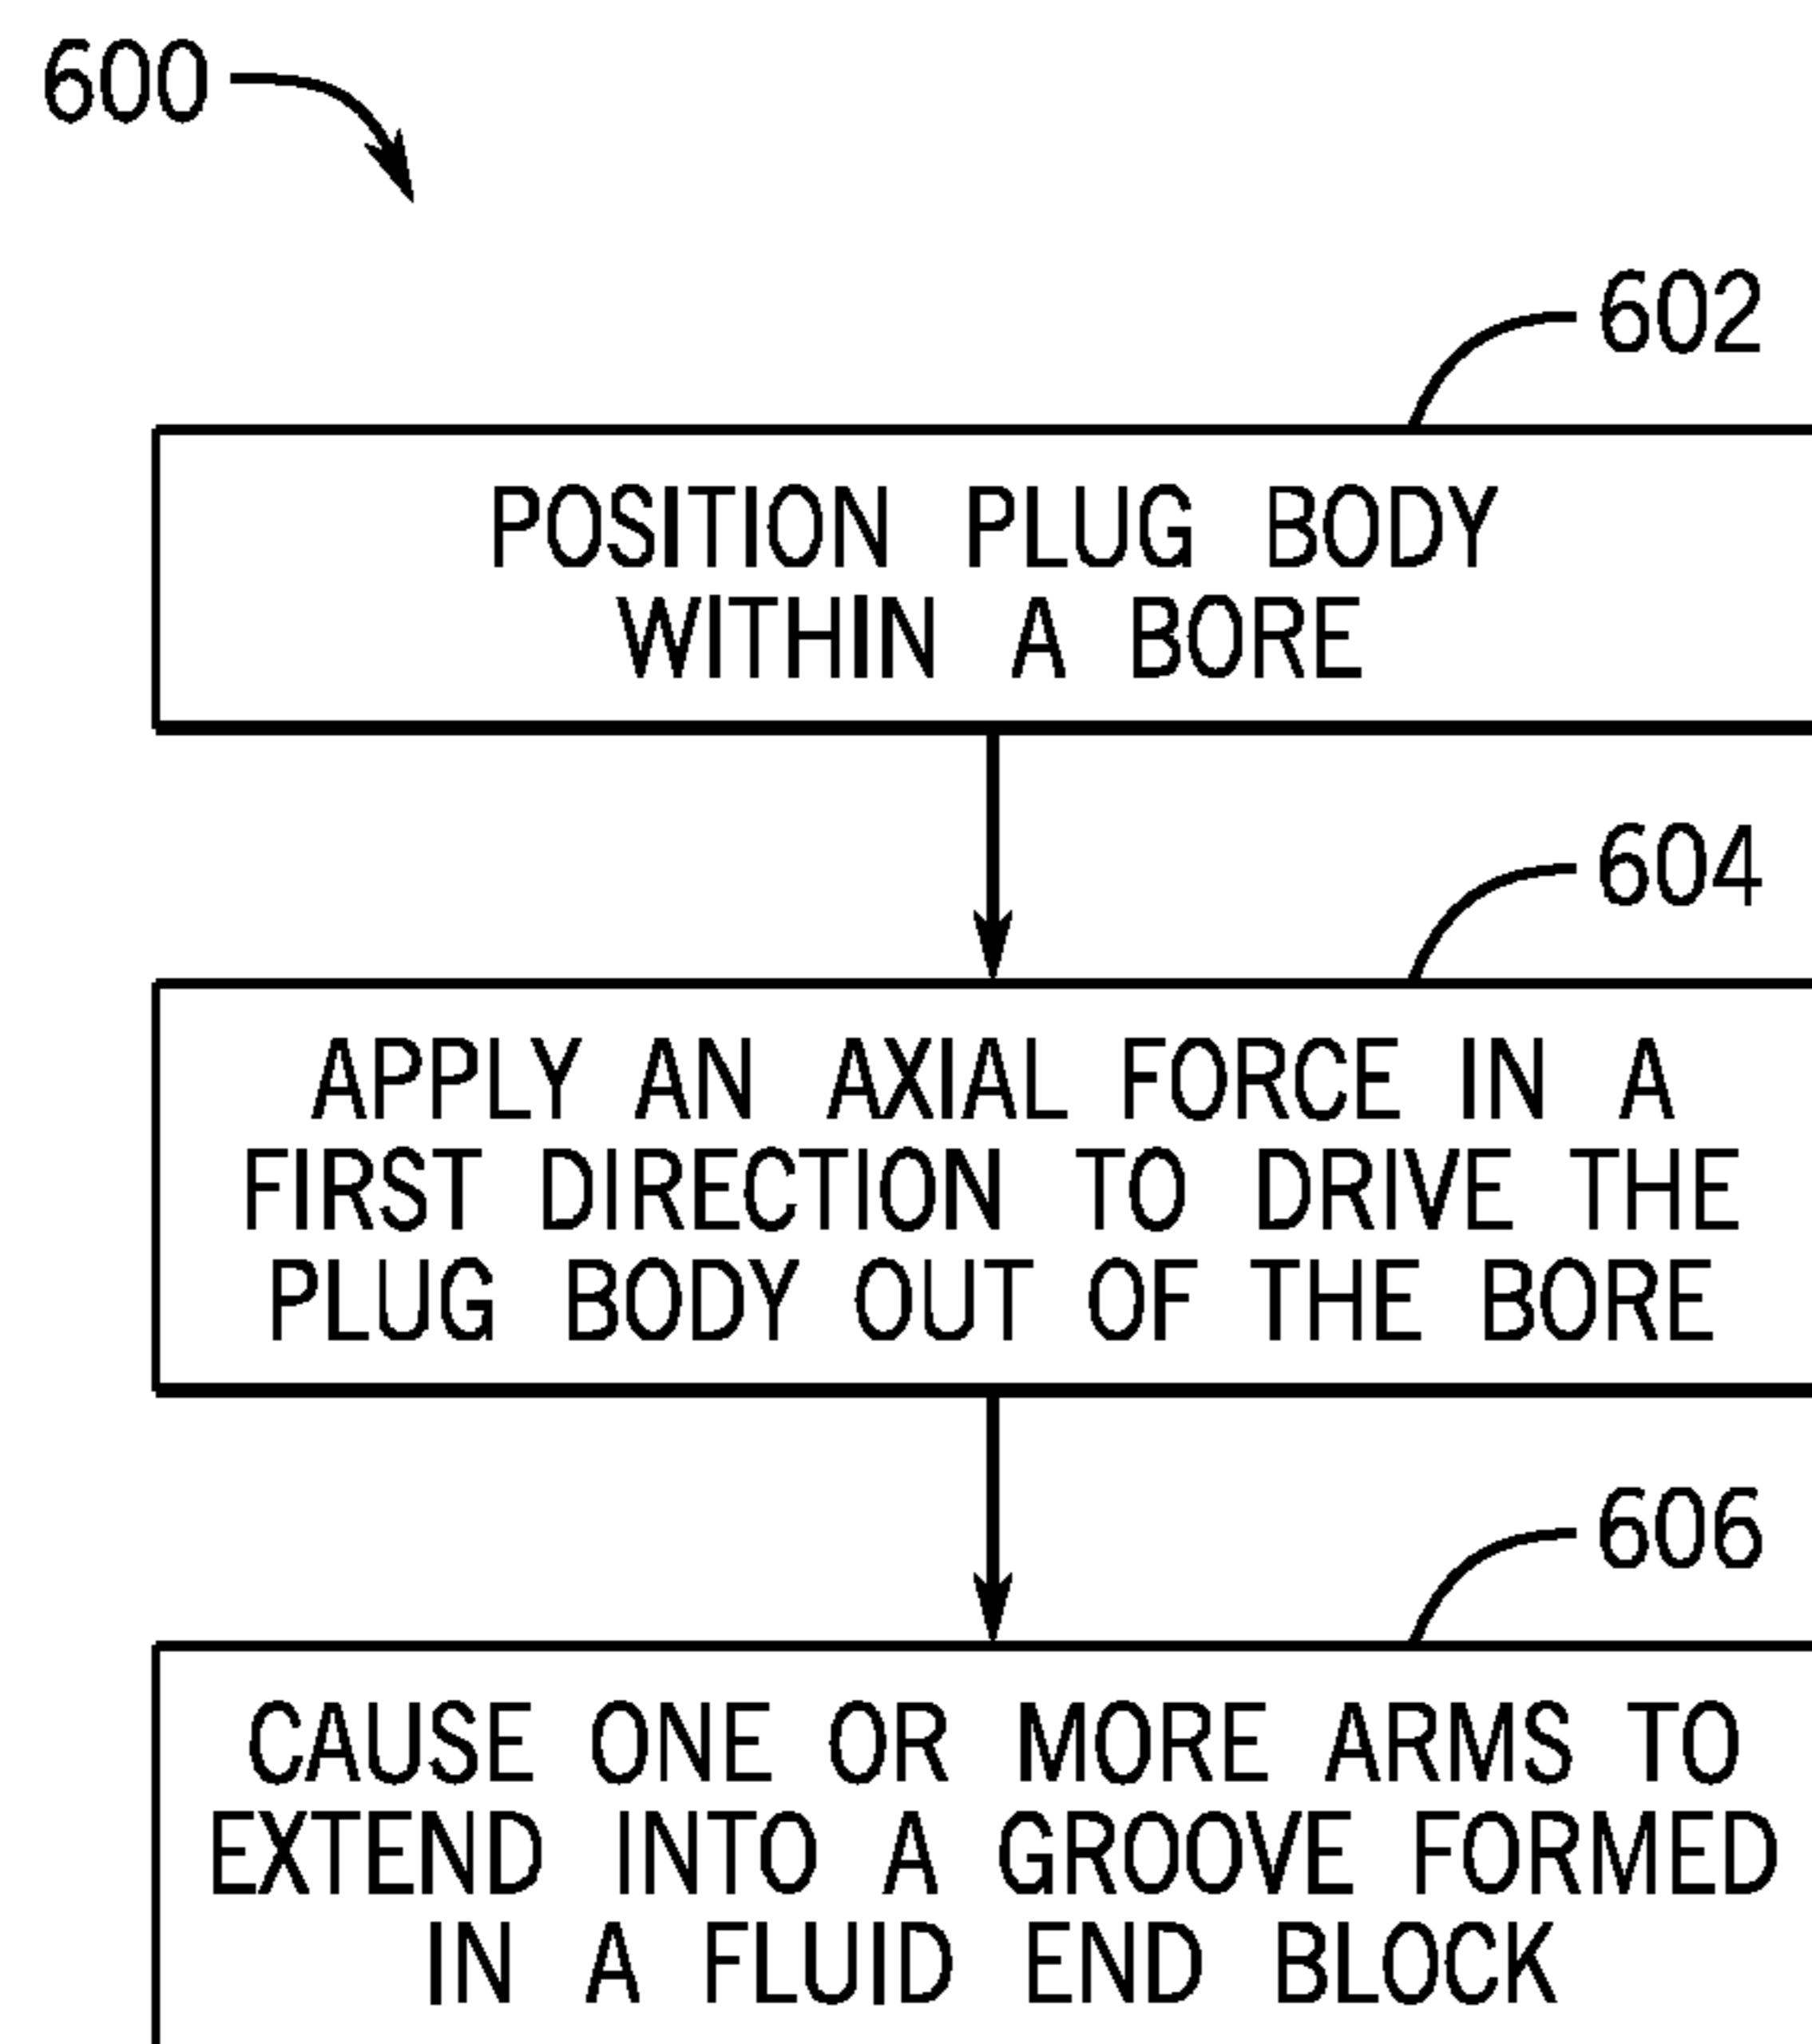 600
602
POSITION PLUG BODY
WITHIN A BORE
604
APPLY AN AXIAL FORCE IN A
FIRST DIRECTION TO DRIVE THE
PLUG BODY OUT OF THE BORE
606
CAUSE ONE OR MORE ARMS TO
EXTEND INTO A GROOVE FORMED
IN A FLUID END BLOCK